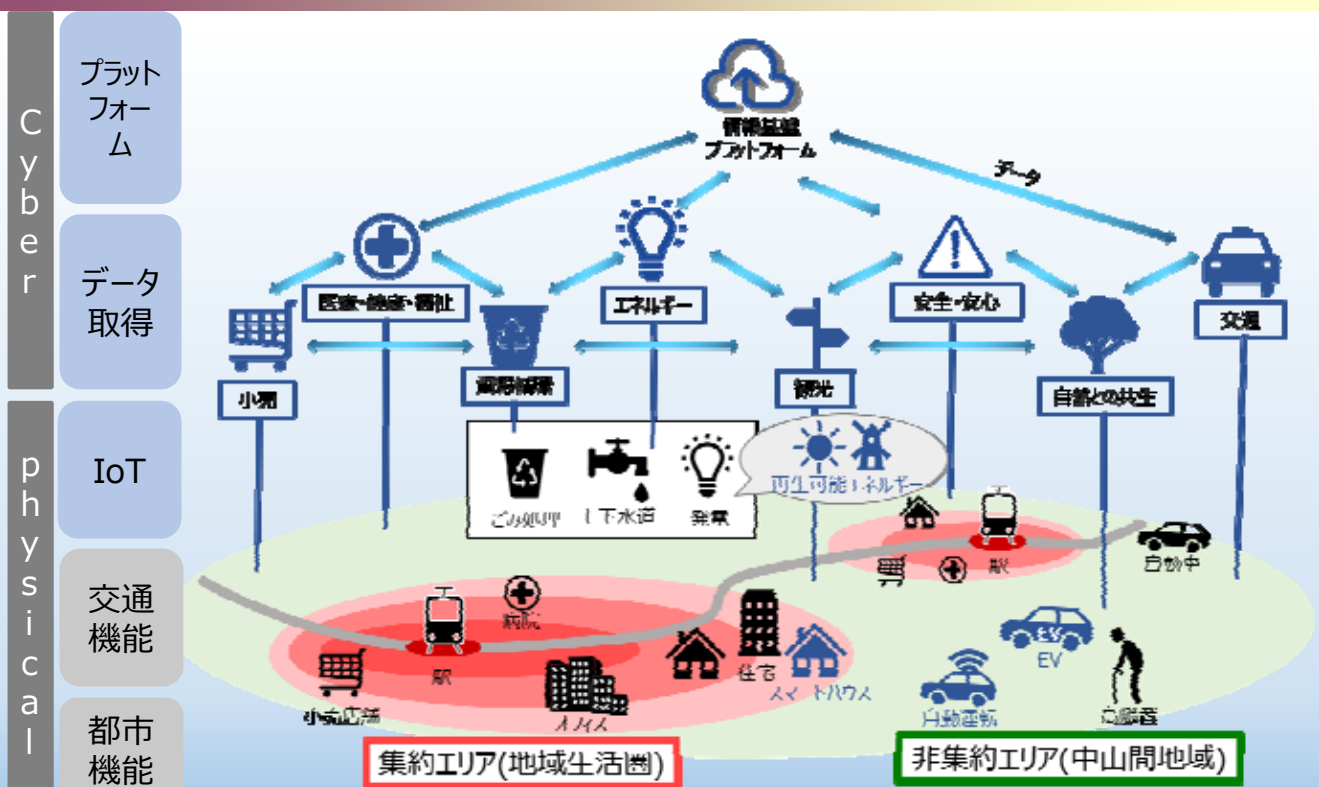 Cyber
プラット
フォー
ム
データ
取得
physical
IoT
交通
機能
都市
機能
情報基盤
プラットフォーム
データ
医療・健康・福祉
エネルギー
安全・安心
交通
小売
資源循環
観光
自然との共生
ごみ処理
上下水道
発電
再生可能エネルギー
駅
自動車
病院
駅
小売店舗
オフィス
住宅
スマートハウス
EV
自動運転
高齢者
集約エリア(地域生活圏)
非集約エリア(中山間地域)